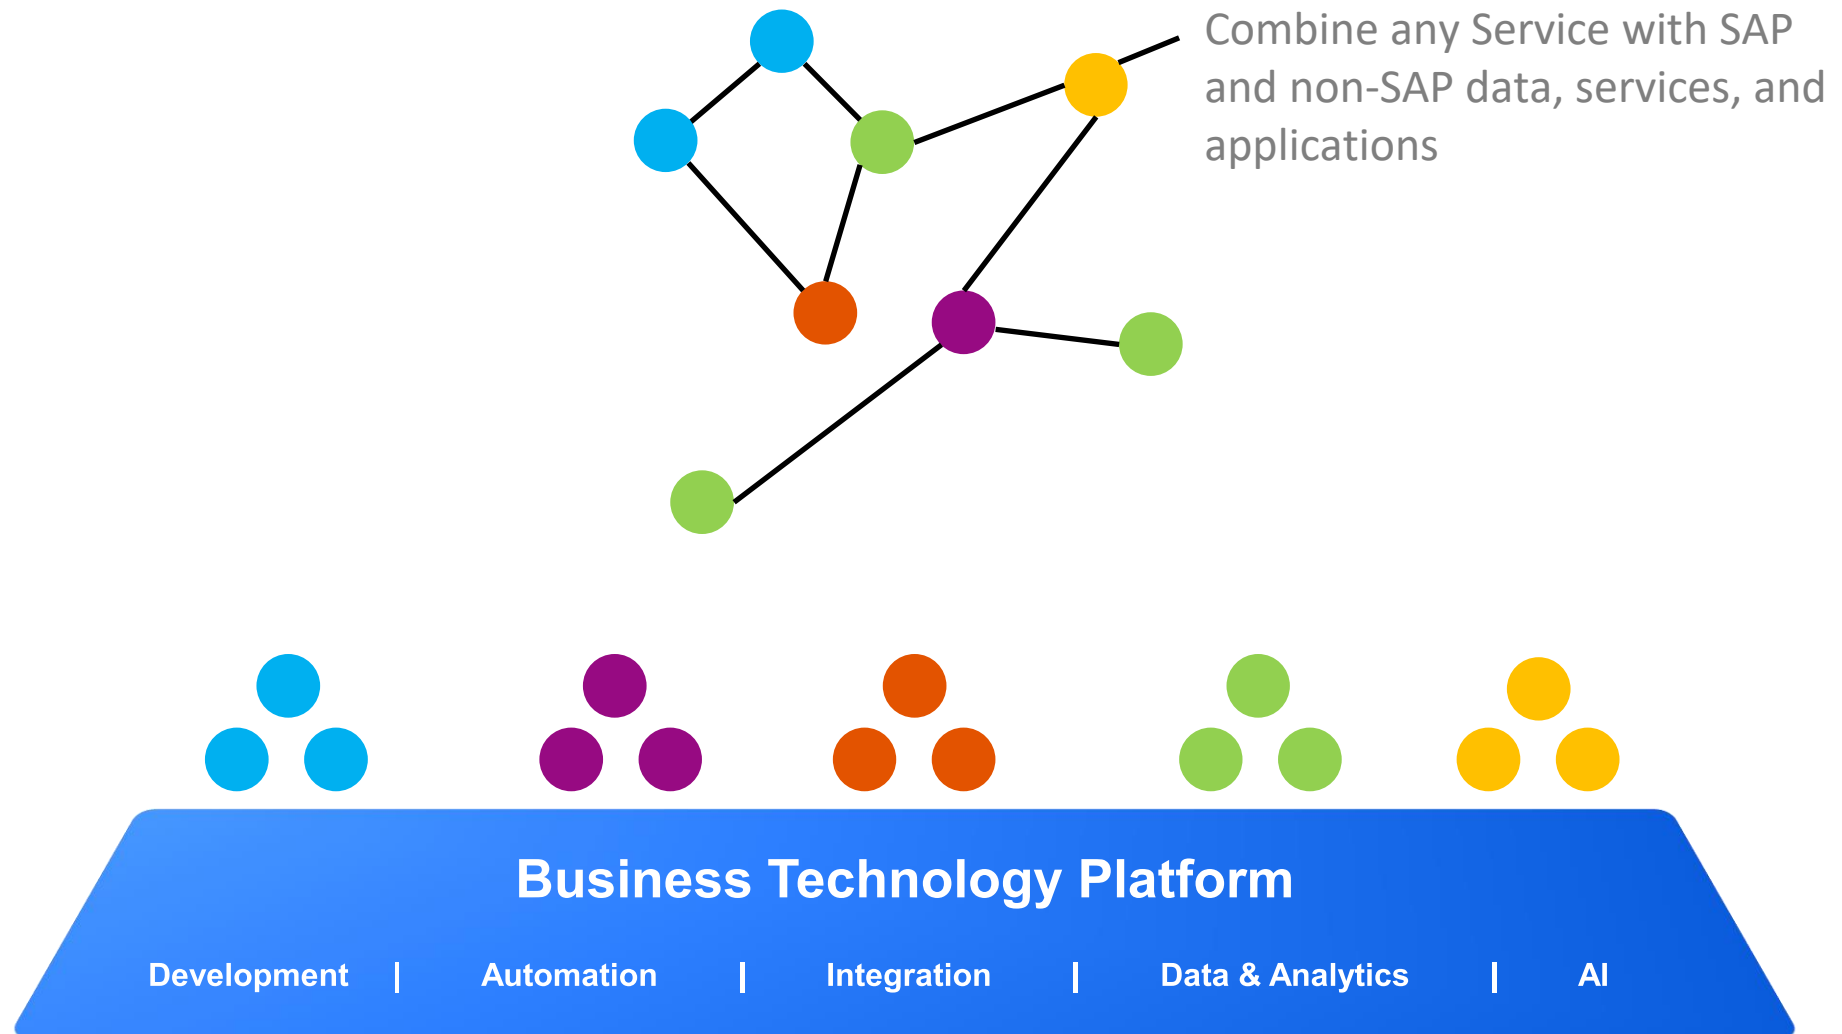 Combine any Service with SAP
and non-SAP data, services, and
applications
Business Technology Platform
Development | Automation | Integration | Data & Analytics | AI